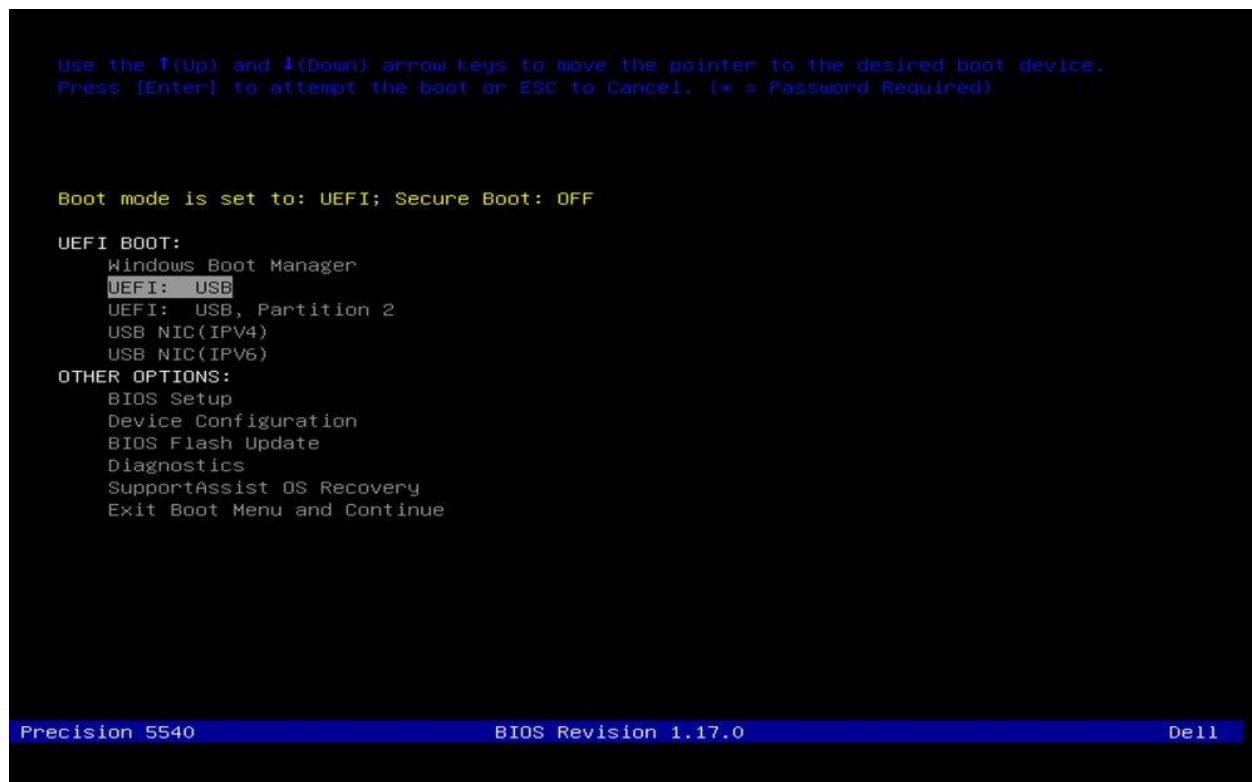 Use the ↑(Up) and ↓(Down) arrow keys to move the pointer to the desired boot device.
Press [Enter] to attempt the boot or ESC to Cancel. (* = Password Required)
Boot mode is set to: UEFI; Secure Boot: OFF
UEFI BOOT:
Windows Boot Manager
UEFI:  USB
UEFI:  USB, Partition 2
USB NIC(IPV4)
USB NIC(IPV6)
OTHER OPTIONS:
BIOS Setup
Device Configuration
BIOS Flash Update
Diagnostics
SupportAssist OS Recovery
Exit Boot Menu and Continue
Precision 5540 BIOS Revision 1.17.0 Dell